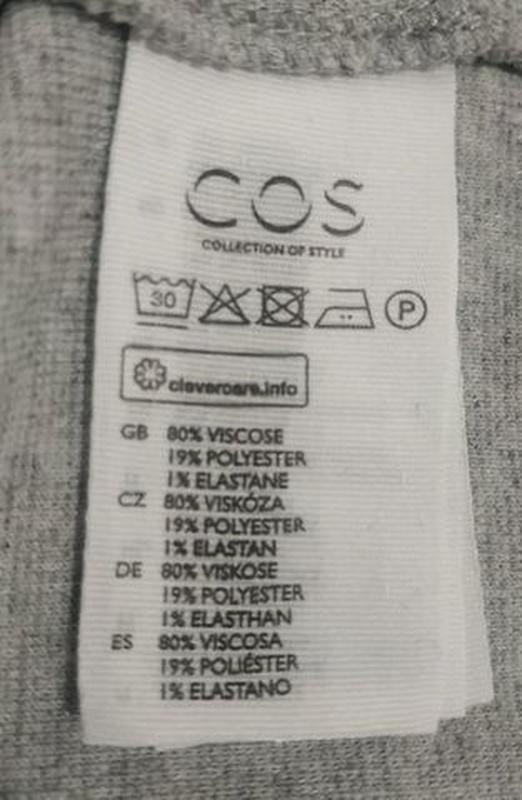 COS
COLLECTION OF STYLE
30 P
clevercare.info
GB 80% VISCOSE
19% POLYESTER
1% ELASTANE
CZ 80% VISKÓZA
19% POLYESTER
1% ELASTAN
DE 80% VISKOSE
19% POLYESTER
1% ELASTHAN
ES 80% VISCOSA
19% POLIÉSTER
1% ELASTANO